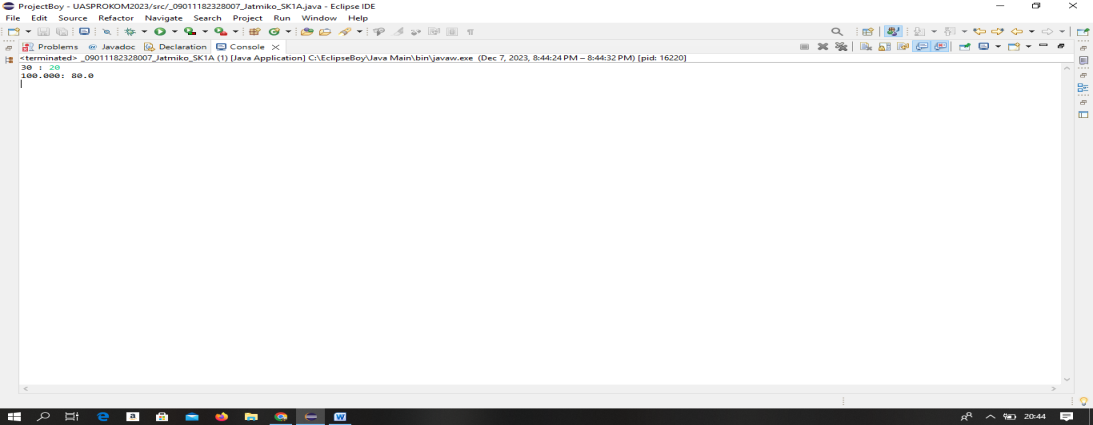 ProjectBoy - UASPROKOM2023/src/_09011182328007_Jatmiko_SK1A.java - Eclipse IDE
File Edit Source Refactor Navigate Search Project Run Window Help
Problems Javadoc Declaration Console
<terminated> _09011182328007_Jatmiko_SK1A (1) [Java Application] C:\EclipseBoy\Java Main\bin\javaw.exe (Dec 7, 2023, 8:44:24 PM – 8:44:32 PM) [pid: 16220]
30 : 20
100.000: 80.0
20:44